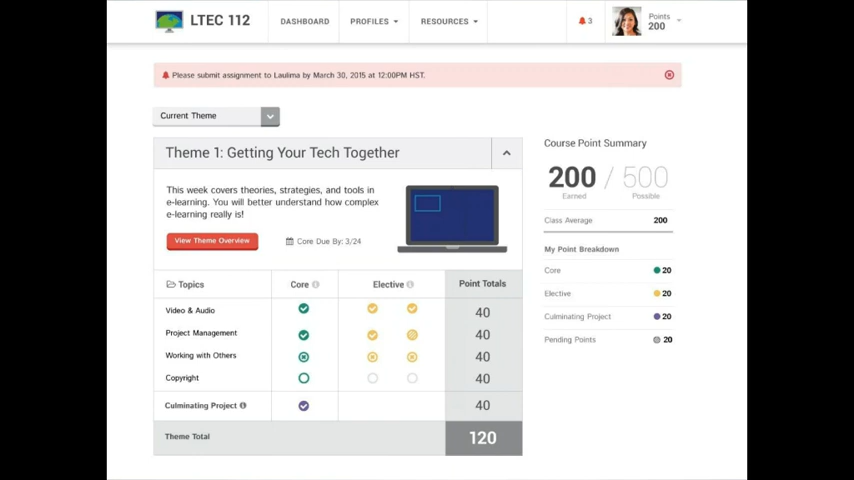 LTEC 112
DASHBOARD
PROFILES
RESOURCES
3
Points
200
Please submit assignment to Laulima by March 30, 2015 at 12:00PM HST.
Current Theme
Theme 1: Getting Your Tech Together
This week covers theories, strategies, and tools in
e-learning. You will better understand how complex
e-learning really is!
View Theme Overview
Core Due By: 3/24
Topics Core Elective Point Totals
Video & Audio 40
Project Management 40
Working with Others 40
Copyright 40
Culminating Project 40
Theme Total 120
Course Point Summary
200 / 500
Earned Possible
Class Average 200
My Point Breakdown
Core 20
Elective 20
Culminating Project 20
Pending Points 20